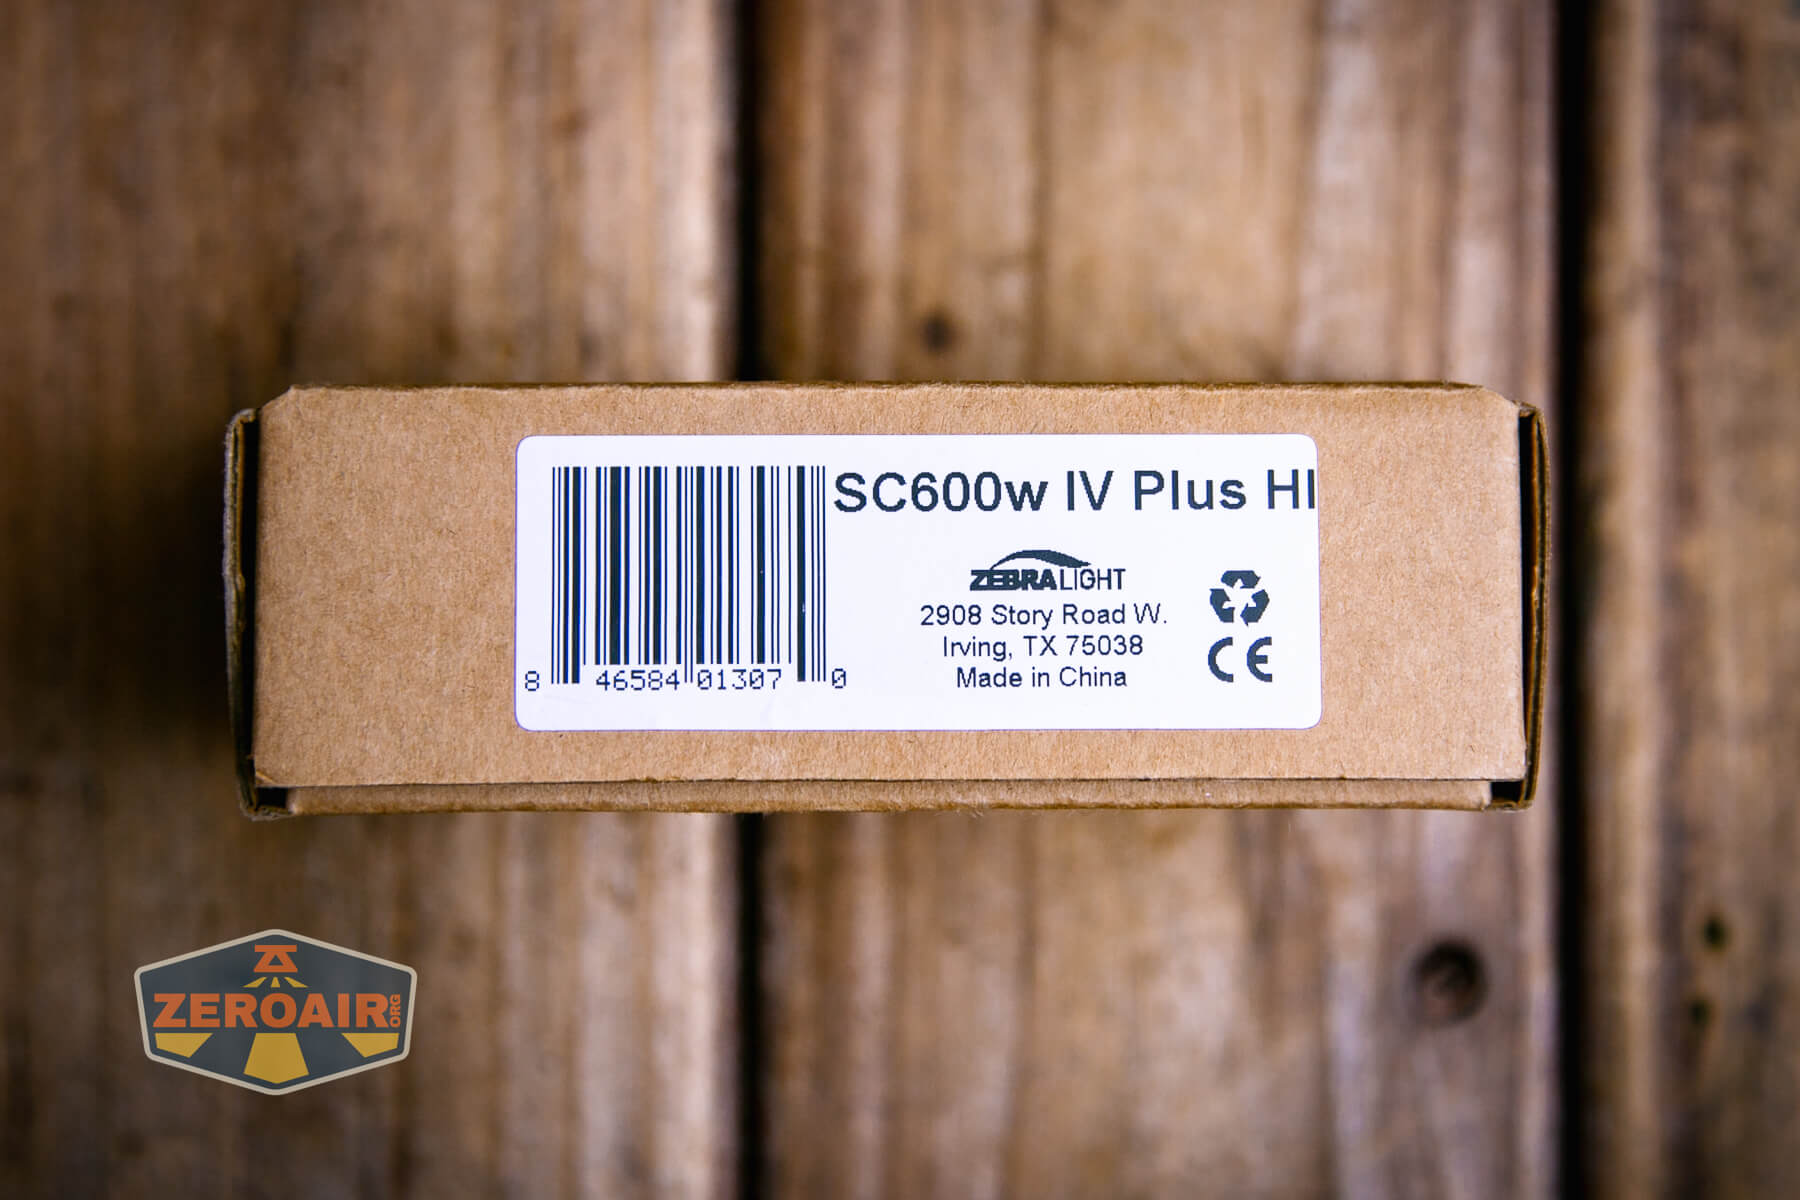 SC600w IV Plus HI
ZEBRALIGHT
2908 Story Road W.
Irving, TX 75038
Made in China
CE
8 46584 01307 0
ZEROAIR.ORG